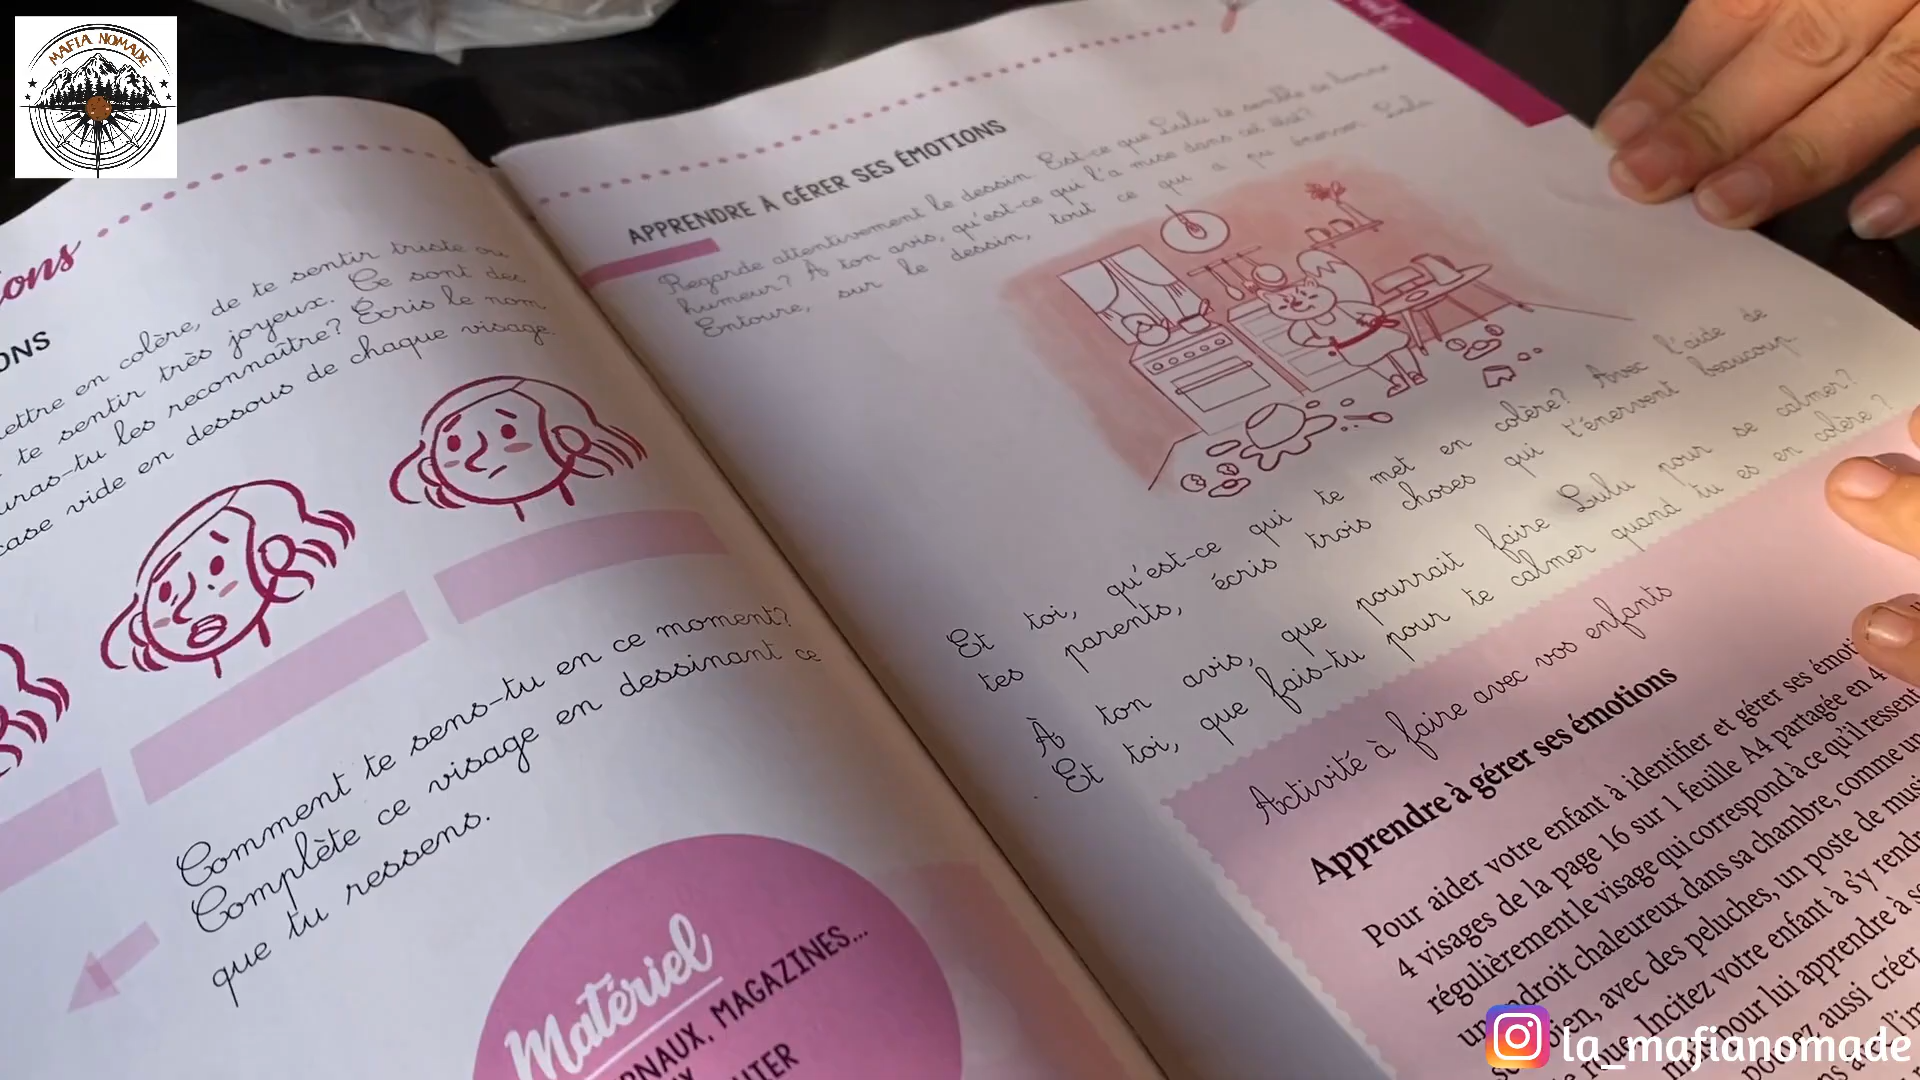 MAFIA NOMADE
ions
ONS
mettre en colère, de te sentir triste ou
te sentir très joyeux. Ce sont des
uras-tu les reconnaître? Écris le nom
case vide en dessous de chaque visage.
Comment te sens-tu en ce moment?
Complète ce visage en dessinant ce
que tu ressens.
Matériel
RNAUX, MAGAZINES...
APPRENDRE À GÉRER SES ÉMOTIONS
Regarde attentivement le dessin. Est-ce que Lulu te semble de bonne
humeur? À ton avis, qu'est-ce qui l'a mise dans cet état?
Entoure, sur le dessin, tout ce qui a pu énerver Lulu
Et toi, qu'est-ce qui te met en colère? Avec l'aide de
tes parents, écris trois choses qui t'énervent beaucoup.
À ton avis, que pourrait faire Lulu pour se calmer?
Et toi, que fais-tu pour te calmer quand tu es en colère?
Activité à faire avec vos enfants
Apprendre à gérer ses émotions
Pour aider votre enfant à identifier et gérer ses émoti
4 visages de la page 16 sur 1 feuille A4 partagée en 4
régulièrement le visage qui correspond à ce qu'il ressent
un endroit chaleureux dans sa chambre, comme un
bien, avec des peluches, un poste de musi
que. Incitez votre enfant à s'y rendr
pour lui apprendre à s
pouvez aussi créer
la_mafianomade